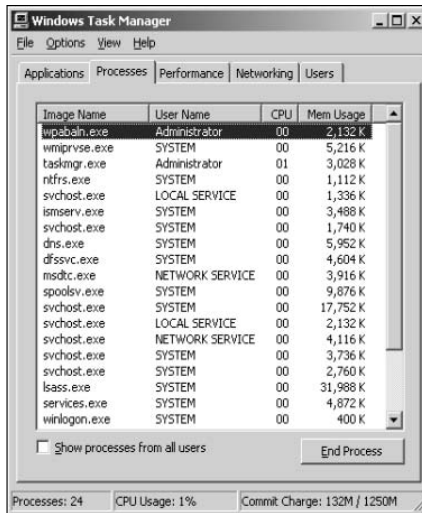 Windows Task Manager
File Options View Help
Applications Processes Performance Networking Users
Image Name User Name CPU Mem Usage
wpabaln.exe Administrator 00 2,132 K
wmiprvse.exe SYSTEM 00 5,216 K
taskmgr.exe Administrator 01 3,028 K
ntfrs.exe SYSTEM 00 1,112 K
svchost.exe LOCAL SERVICE 00 1,336 K
ismserv.exe SYSTEM 00 3,488 K
svchost.exe SYSTEM 00 1,740 K
dns.exe SYSTEM 00 5,952 K
dfssvc.exe SYSTEM 00 4,604 K
msdtc.exe NETWORK SERVICE 00 3,916 K
spoolsv.exe SYSTEM 00 9,876 K
svchost.exe SYSTEM 00 17,752 K
svchost.exe LOCAL SERVICE 00 2,132 K
svchost.exe NETWORK SERVICE 00 4,116 K
svchost.exe SYSTEM 00 3,736 K
svchost.exe SYSTEM 00 2,760 K
lsass.exe SYSTEM 00 31,988 K
services.exe SYSTEM 00 4,872 K
winlogon.exe SYSTEM 00 400 K
Show processes from all users End Process
Processes: 24 CPU Usage: 1% Commit Charge: 132M / 1250M